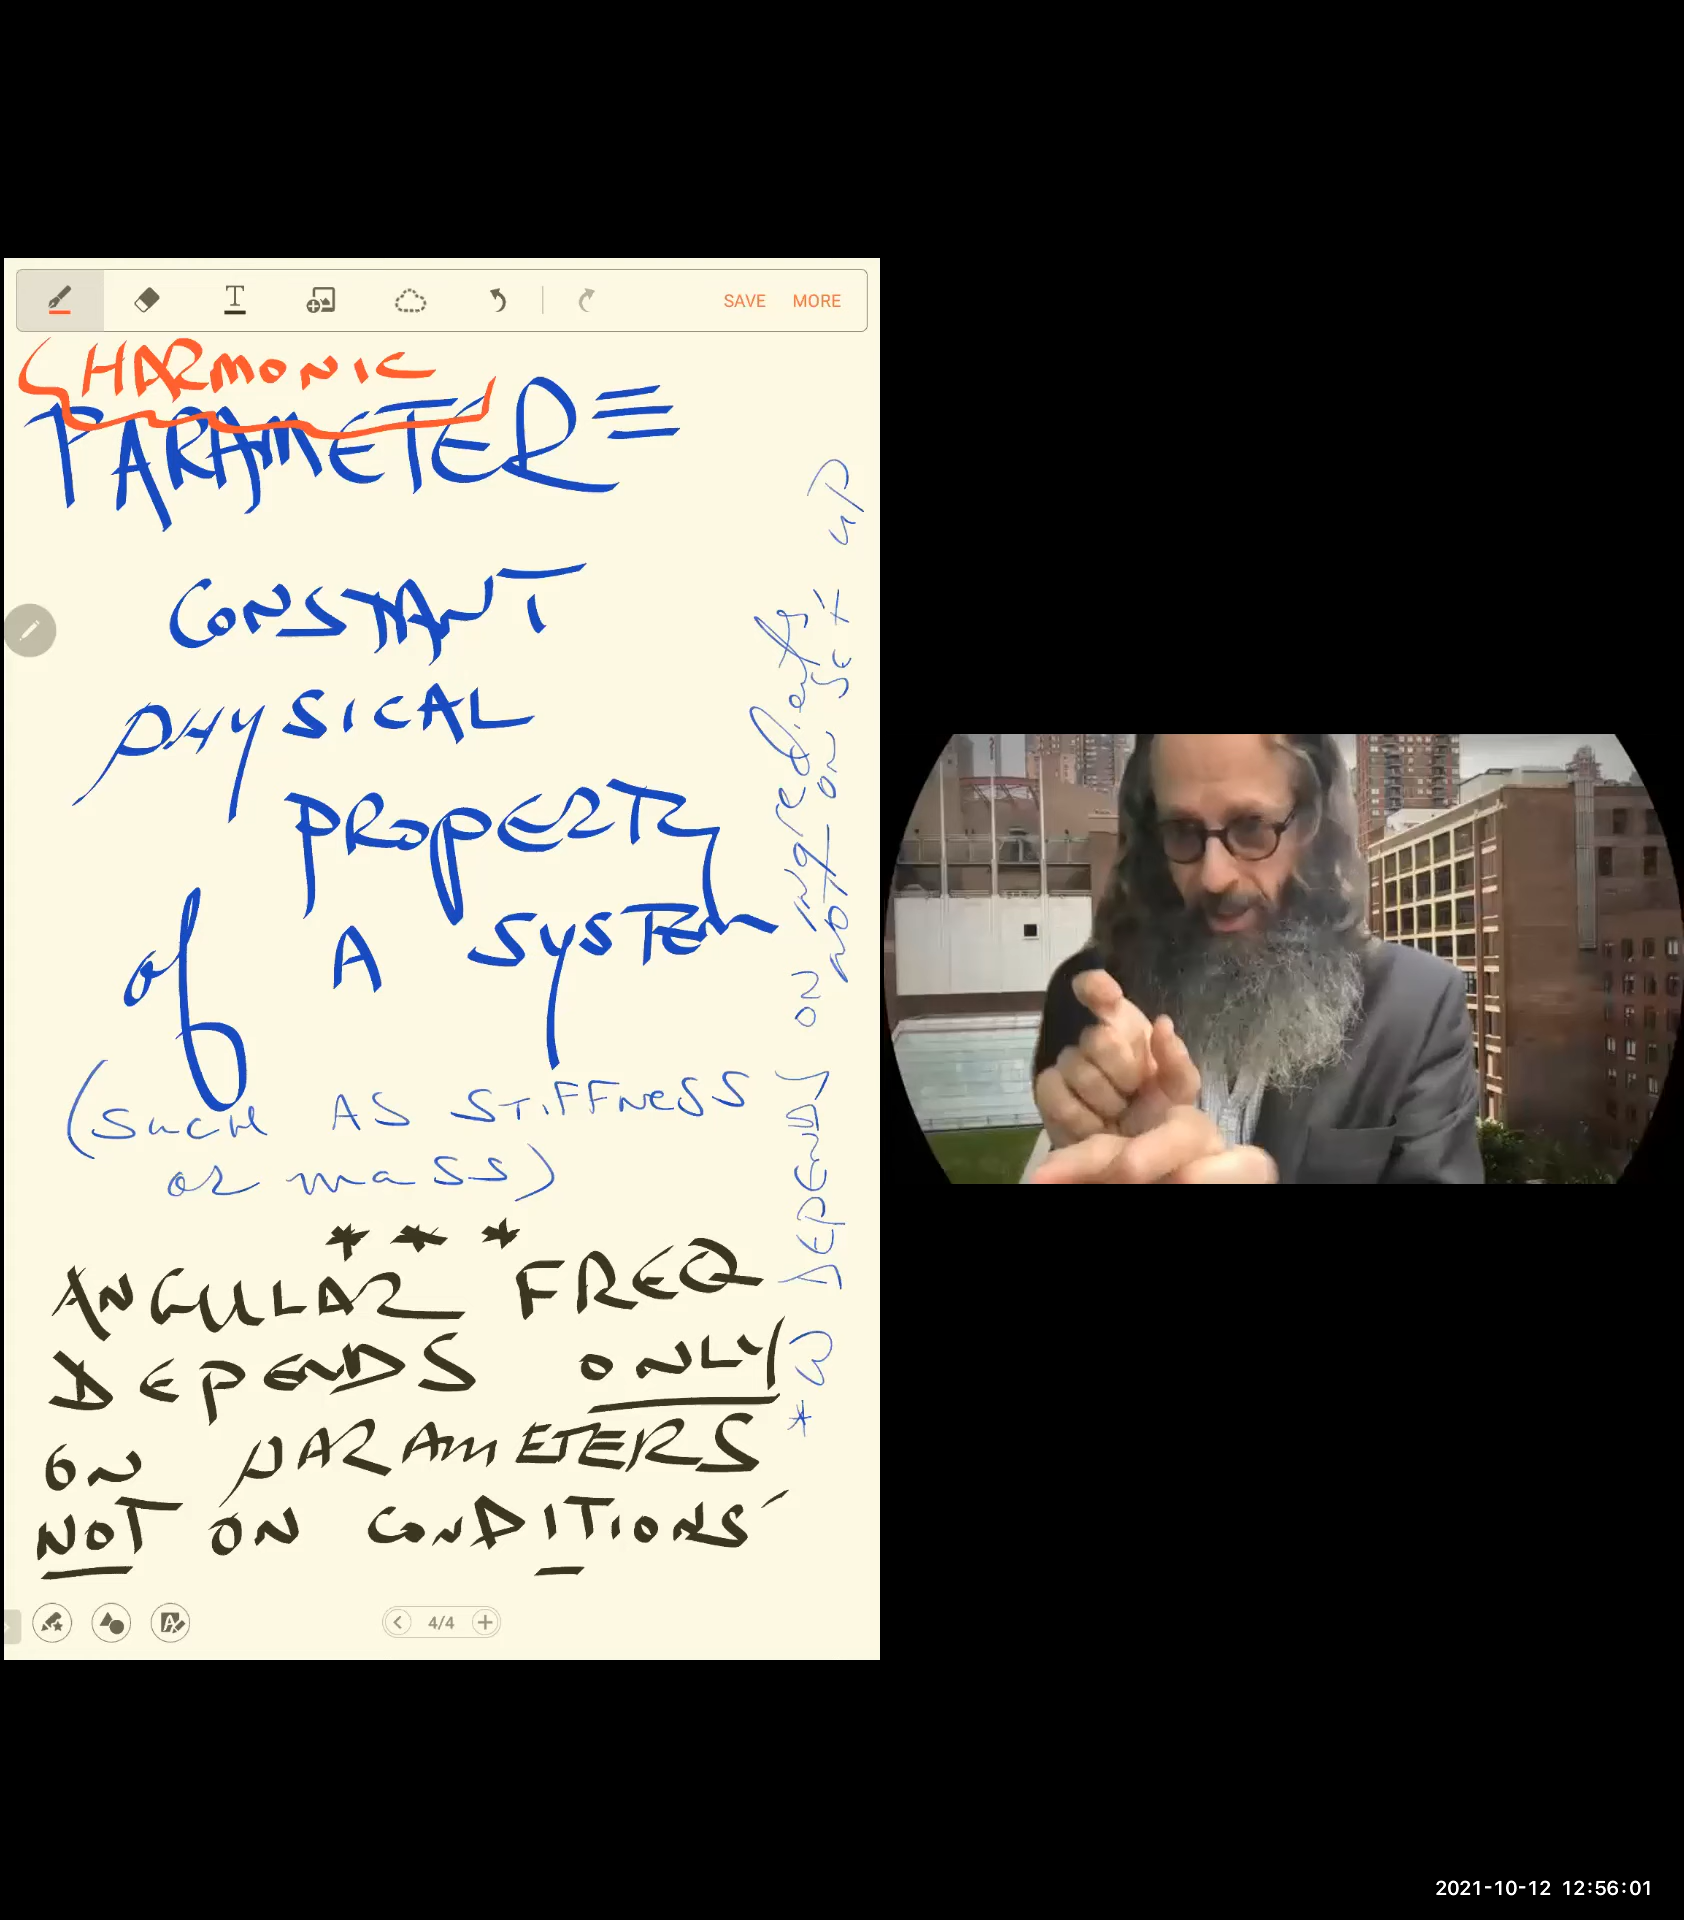 SAVE MORE
HARMONIC
PARAMETER ≡
CONSTANT
PHYSICAL
PROPERTY
of A SYSTEM
(SUCH AS STIFFNESS
OR MASS)
* * *
ANGULAR FREQ
DEPENDS ONLY
ON PARAMETERS
NOT ON CONDITIONS
* ω DEPENDS ON INGREDIENTS
NOT ON SET UP
4/4
2021-10-12 12:56:01